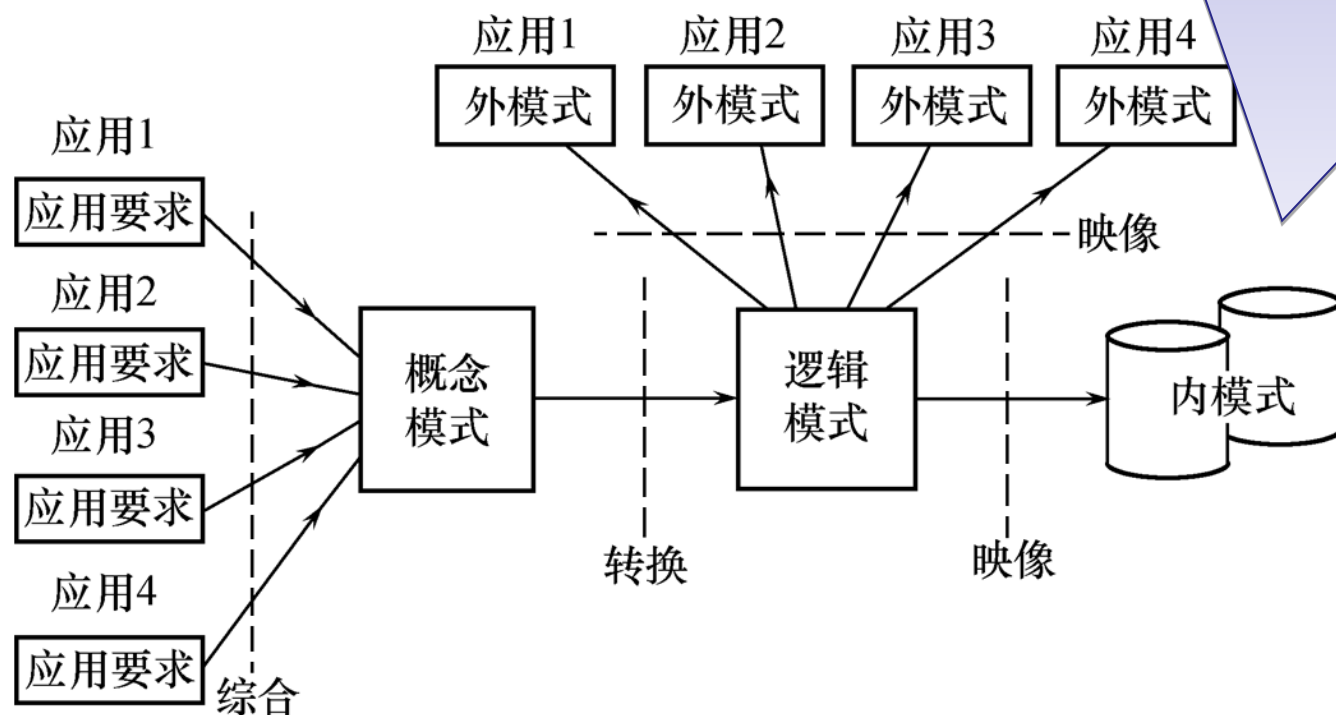 应用1
应用2
应用3
应用4
外模式
外模式
外模式
外模式
映像
应用1
应用要求
应用2
应用要求
应用3
应用要求
应用4
应用要求
综合
概念
模式
转换
逻辑
模式
映像
内模式